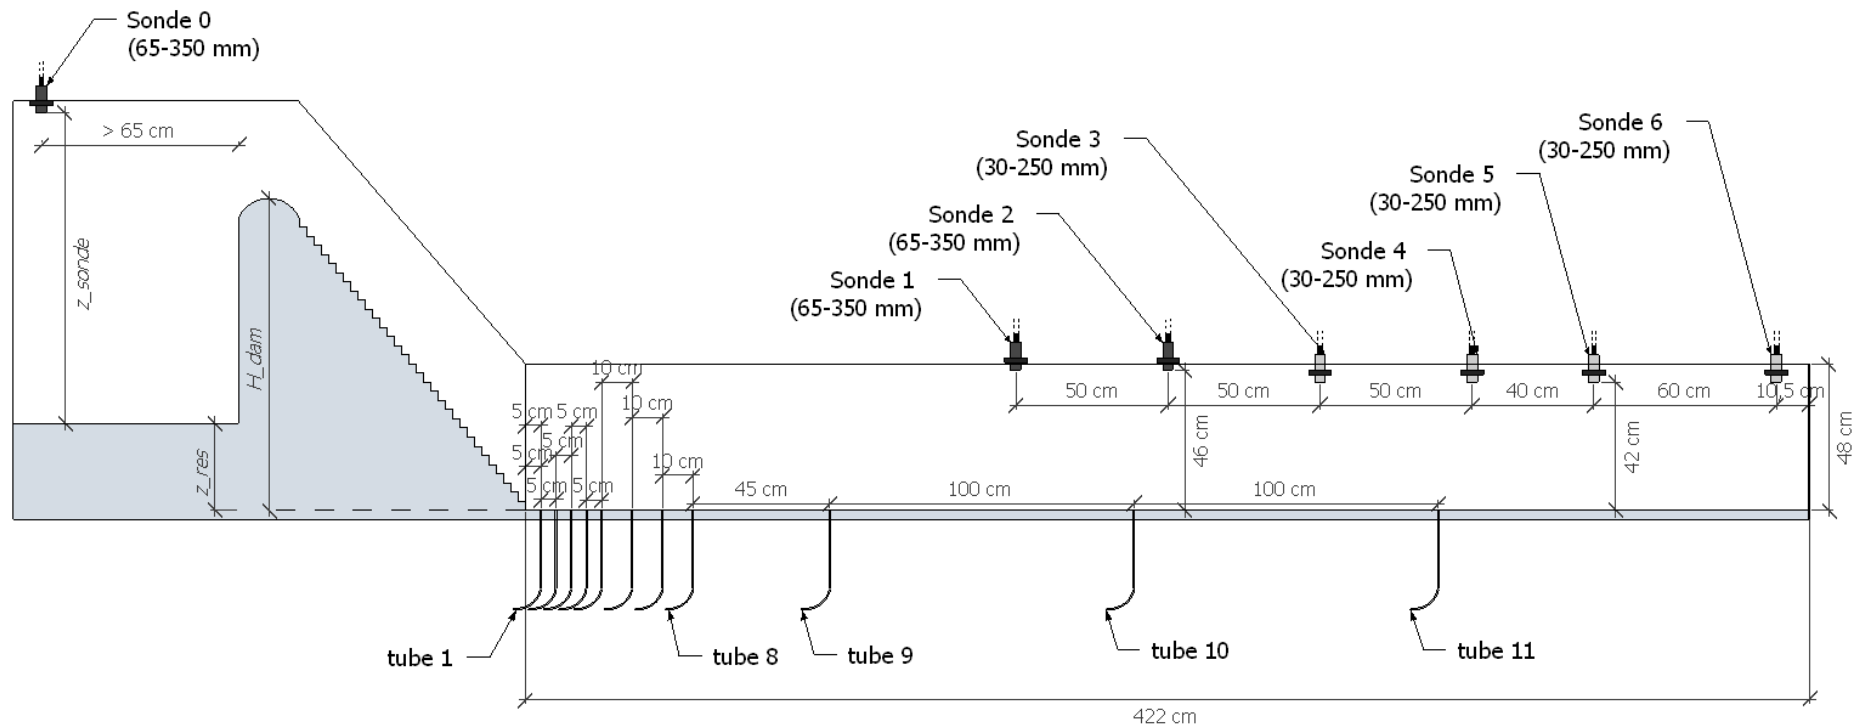 Sonde 0
(65-350 mm)
> 65 cm
z_sonde
H_dam
z_res
Sonde 1
(65-350 mm)
Sonde 2
(65-350 mm)
Sonde 3
(30-250 mm)
Sonde 4
(30-250 mm)
Sonde 5
(30-250 mm)
Sonde 6
(30-250 mm)
50 cm
50 cm
50 cm
40 cm
60 cm
10,5 cm
46 cm
42 cm
48 cm
10 cm
10 cm
5 cm
5 cm
5 cm
5 cm
10 cm
5 cm
5 cm
45 cm
100 cm
100 cm
tube 1
tube 8
tube 9
tube 10
tube 11
422 cm